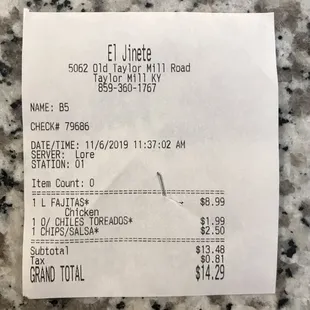 El Jinete
5062 Old Taylor Mill Road
Taylor Mill KY
859-360-1767
NAME: B5
CHECK# 79686
DATE/TIME: 11/6/2019 11:37:02 AM
SERVER: Lore
STATION: 01
Item Count: 0
1 L FAJITAS* $8.99
Chicken
1 O/ CHILES TOREADOS* $1.99
1 CHIPS/SALSA* $2.50
Subtotal $13.48
Tax $0.81
GRAND TOTAL $14.29